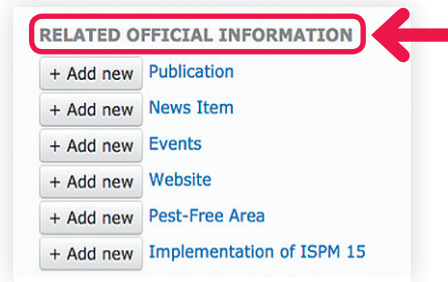 RELATED OFFICIAL INFORMATION
+ Add new Publication
+ Add new News Item
+ Add new Events
+ Add new Website
+ Add new Pest-Free Area
+ Add new Implementation of ISPM 15